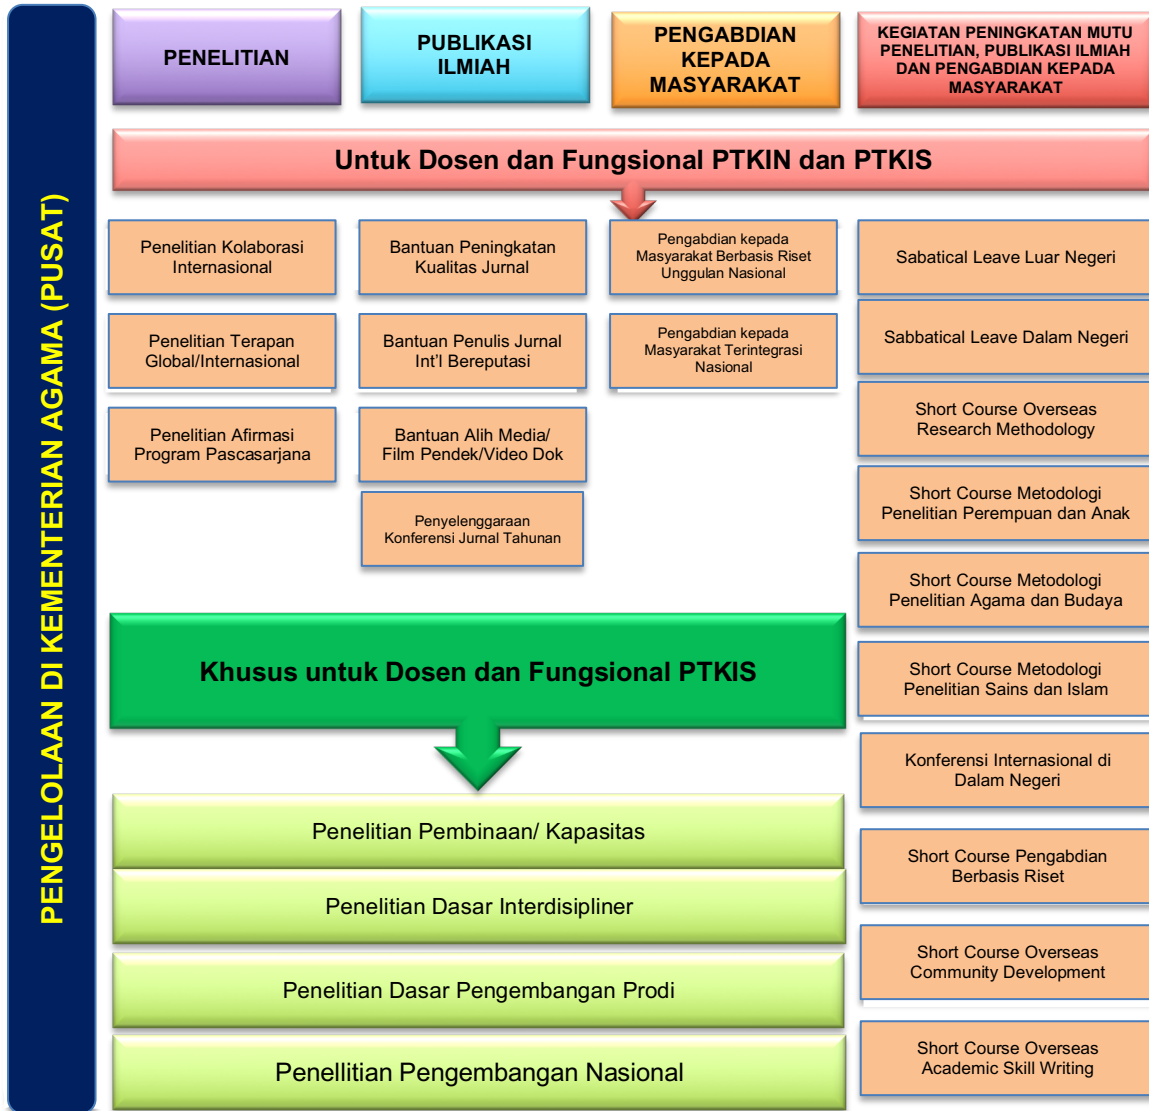 PENGELOLAAN DI KEMENTERIAN AGAMA (PUSAT)
PENELITIAN
PUBLIKASI
ILMIAH
PENGABDIAN
KEPADA
MASYARAKAT
KEGIATAN PENINGKATAN MUTU
PENELITIAN, PUBLIKASI ILMIAH
DAN PENGABDIAN KEPADA
MASYARAKAT
Untuk Dosen dan Fungsional PTKIN dan PTKIS
Penelitian Kolaborasi
Internasional
Penelitian Terapan
Global/Internasional
Penelitian Afirmasi
Program Pascasarjana
Bantuan Peningkatan
Kualitas Jurnal
Bantuan Penulis Jurnal
Int'l Bereputasi
Bantuan Alih Media/
Film Pendek/Video Dok
Penyelenggaraan
Konferensi Jurnal Tahunan
Pengabdian kepada
Masyarakat Berbasis Riset
Unggulan Nasional
Pengabdian kepada
Masyarakat Terintegrasi
Nasional
Sabatical Leave Luar Negeri
Sabbatical Leave Dalam Negeri
Short Course Overseas
Research Methodology
Short Course Metodologi
Penelitian Perempuan dan Anak
Short Course Metodologi
Penelitian Agama dan Budaya
Short Course Metodologi
Penelitian Sains dan Islam
Konferensi Internasional di
Dalam Negeri
Short Course Pengabdian
Berbasis Riset
Short Course Overseas
Community Development
Short Course Overseas
Academic Skill Writing
Khusus untuk Dosen dan Fungsional PTKIS
Penelitian Pembinaan/ Kapasitas
Penelitian Dasar Interdisipliner
Penelitian Dasar Pengembangan Prodi
Penellitian Pengembangan Nasional